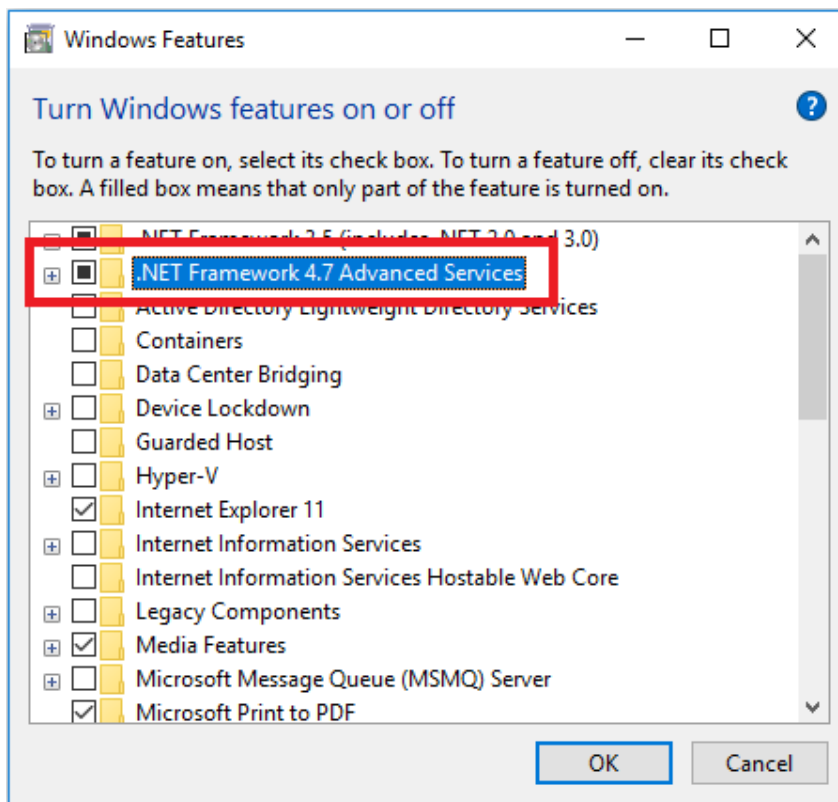 Windows Features
Turn Windows features on or off
To turn a feature on, select its check box. To turn a feature off, clear its check
box. A filled box means that only part of the feature is turned on.
.NET Framework 3.5 (includes .NET 2.0 and 3.0)
.NET Framework 4.7 Advanced Services
Active Directory Lightweight Directory Services
Containers
Data Center Bridging
Device Lockdown
Guarded Host
Hyper-V
Internet Explorer 11
Internet Information Services
Internet Information Services Hostable Web Core
Legacy Components
Media Features
Microsoft Message Queue (MSMQ) Server
Microsoft Print to PDF
OK Cancel